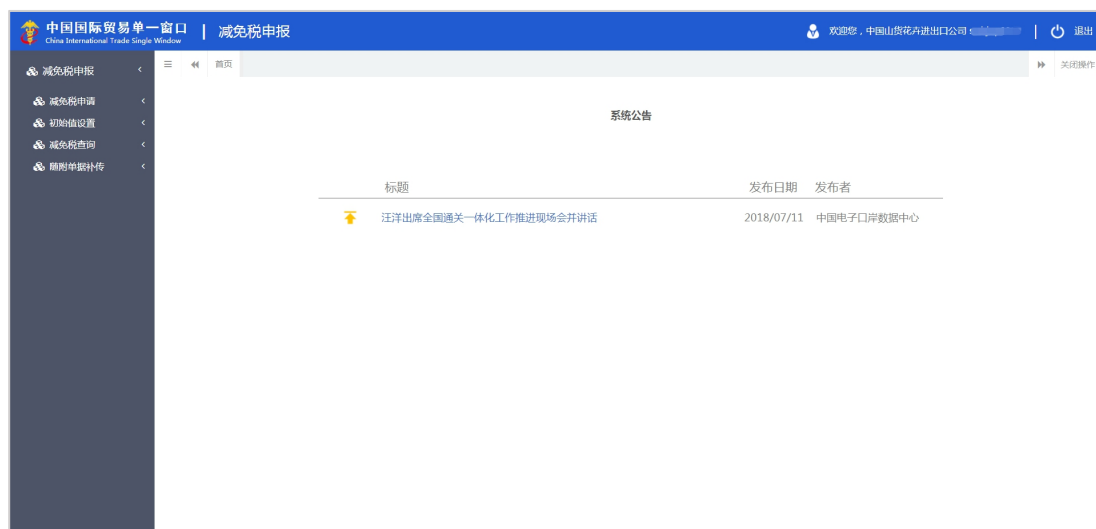 中国国际贸易单一窗口
China International Trade Single Window
减免税申报
欢迎您，中国山货花卉进出口公司
退出
减免税申报
首页
关闭操作
减免税申请
初始值设置
减免税查询
随附单据补传
系统公告
标题 发布日期 发布者
汪洋出席全国通关一体化工作推进现场会并讲话 2018/07/11 中国电子口岸数据中心